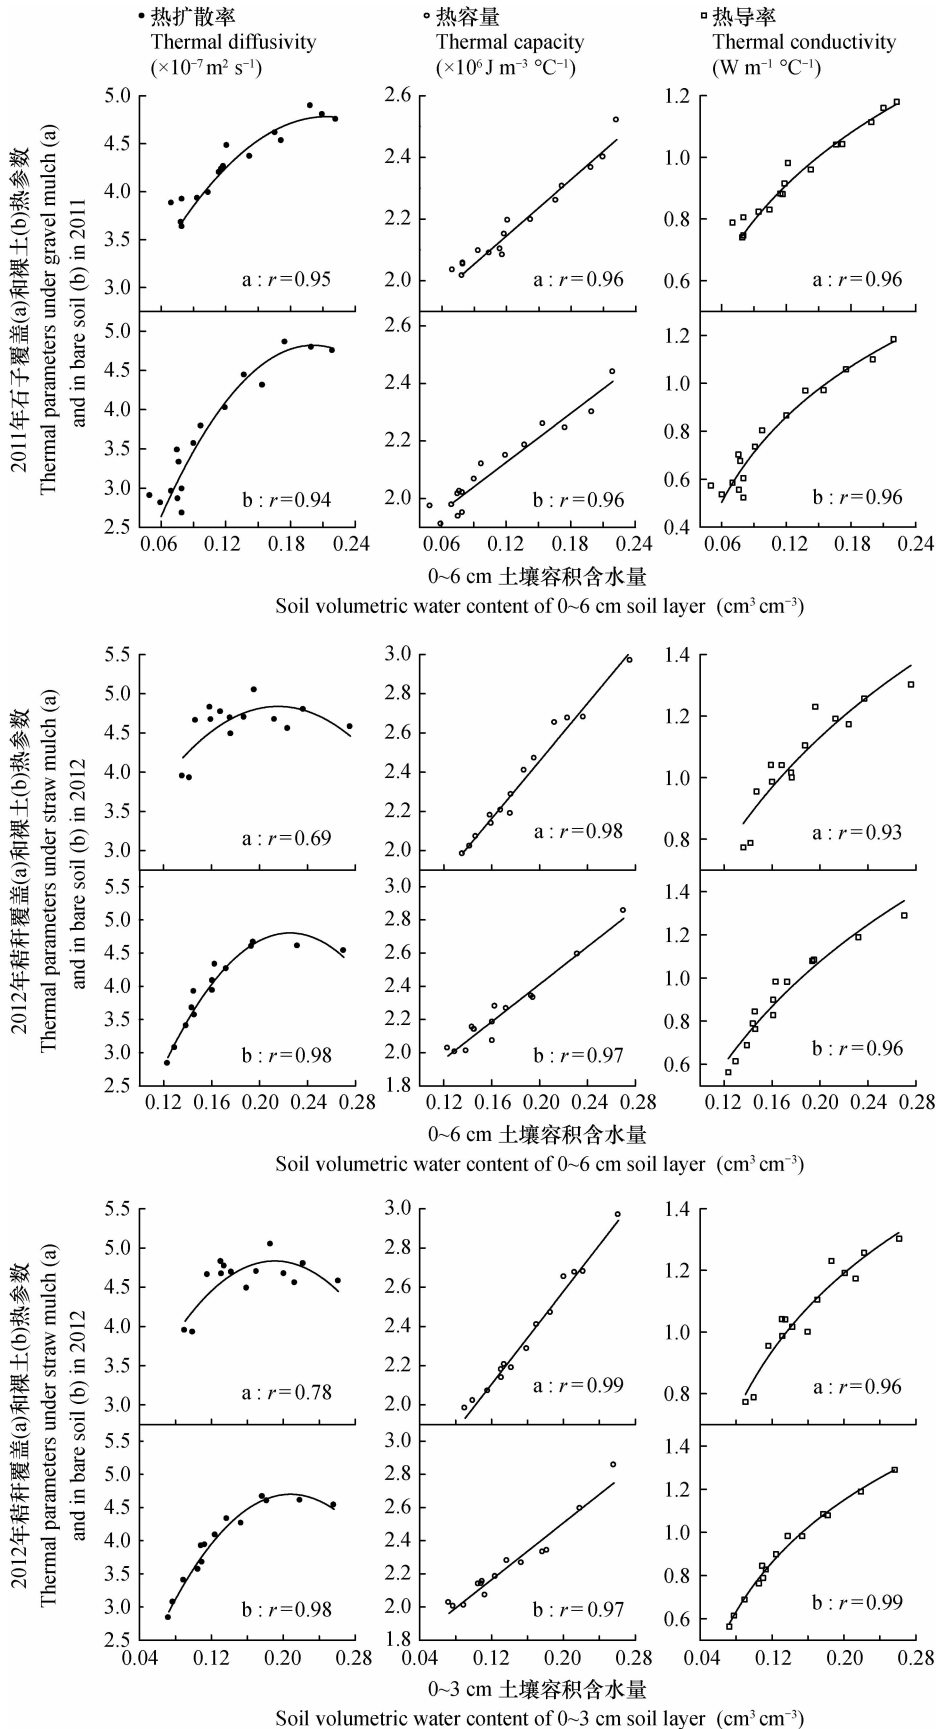 ● 热扩散率
Thermal diffusivity
(×10⁻⁷ m² s⁻¹)
○ 热容量
Thermal capacity
(×10⁶ J m⁻³ °C⁻¹)
□ 热导率
Thermal conductivity
(W m⁻¹ °C⁻¹)
2011年石子覆盖(a)和裸土(b)热参数
Thermal parameters under gravel mulch (a)
and in bare soil (b) in 2011
5.0
4.5
4.0
3.5
3.0
a : r=0.95
2.6
2.4
2.2
2.0
a : r=0.96
1.2
1.0
0.8
0.6
a : r=0.96
5.0
4.5
4.0
3.5
3.0
2.5
b : r=0.94
2.6
2.4
2.2
2.0
b : r=0.96
1.2
1.0
0.8
0.6
0.4
b : r=0.96
0.06 0.12 0.18 0.24
0.06 0.12 0.18 0.24
0.06 0.12 0.18 0.24
0~6 cm 土壤容积含水量
Soil volumetric water content of 0~6 cm soil layer (cm³ cm⁻³)
2012年秸秆覆盖(a)和裸土(b)热参数
Thermal parameters under straw mulch (a)
and in bare soil (b) in 2012
5.5
5.0
4.5
4.0
3.5
3.0
a : r=0.69
3.0
2.8
2.6
2.4
2.2
2.0
a : r=0.98
1.4
1.2
1.0
0.8
a : r=0.93
5.5
5.0
4.5
4.0
3.5
3.0
2.5
b : r=0.98
3.0
2.8
2.6
2.4
2.2
2.0
1.8
b : r=0.97
1.4
1.2
1.0
0.8
0.6
b : r=0.96
0.12 0.16 0.20 0.24 0.28
0.12 0.16 0.20 0.24 0.28
0.12 0.16 0.20 0.24 0.28
0~6 cm 土壤容积含水量
Soil volumetric water content of 0~6 cm soil layer (cm³ cm⁻³)
2012年秸秆覆盖(a)和裸土(b)热参数
Thermal parameters under straw mulch (a)
and in bare soil (b) in 2012
5.5
5.0
4.5
4.0
3.5
3.0
a : r=0.78
3.0
2.8
2.6
2.4
2.2
2.0
a : r=0.99
1.4
1.2
1.0
0.8
a : r=0.96
5.5
5.0
4.5
4.0
3.5
3.0
2.5
b : r=0.98
3.0
2.8
2.6
2.4
2.2
2.0
1.8
b : r=0.97
1.4
1.2
1.0
0.8
0.6
b : r=0.99
0.04 0.12 0.20 0.28
0.04 0.12 0.20 0.28
0.04 0.12 0.20 0.28
0~3 cm 土壤容积含水量
Soil volumetric water content of 0~3 cm soil layer (cm³ cm⁻³)